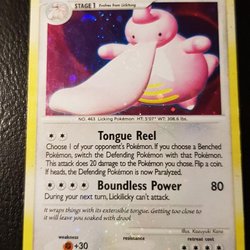 STAGE 1 Evolves from Lickitung
NO. 463 Licking Pokémon HT: 5'07" WT: 308.6 lbs.
Tongue Reel
Choose 1 of your opponent's Pokémon. If you choose a Benched
Pokémon, switch the Defending Pokémon with that Pokémon.
This attack does 20 damage to the Pokémon you chose. Flip a coin.
If heads, the Defending Pokémon is now Paralyzed.
Boundless Power 80
During your next turn, Lickilicky can't attack.
It wraps things with its extensible tongue. Getting too close to
it will leave you soaked with drool.
Illus. Kazuyuki Kano
weakness resistance retreat cost
+30